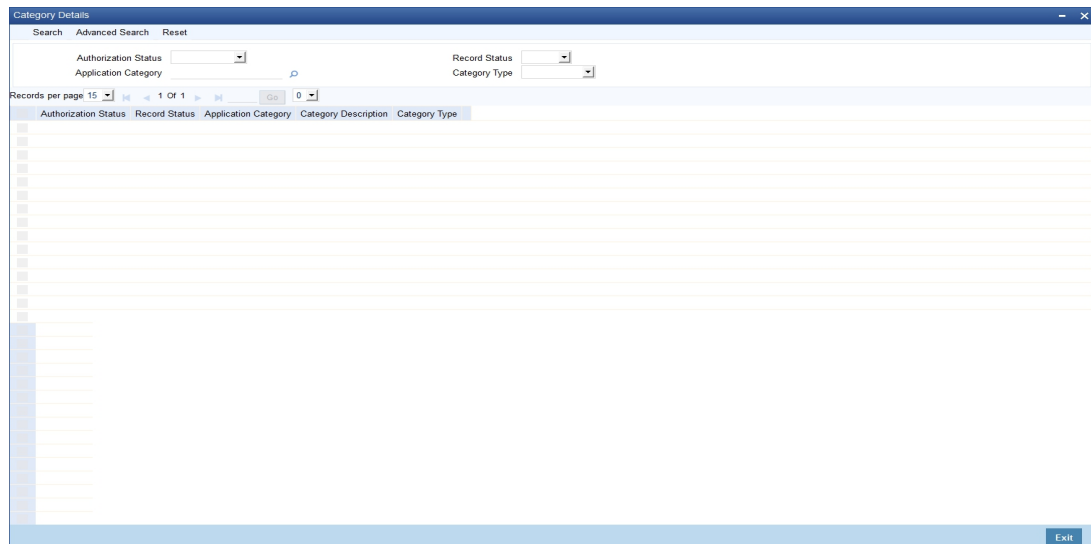 Category Details
Search Advanced Search Reset
Authorization Status Record Status
Application Category Category Type
Records per page 15 1 Of 1 Go 0
Authorization Status Record Status Application Category Category Description Category Type
Exit